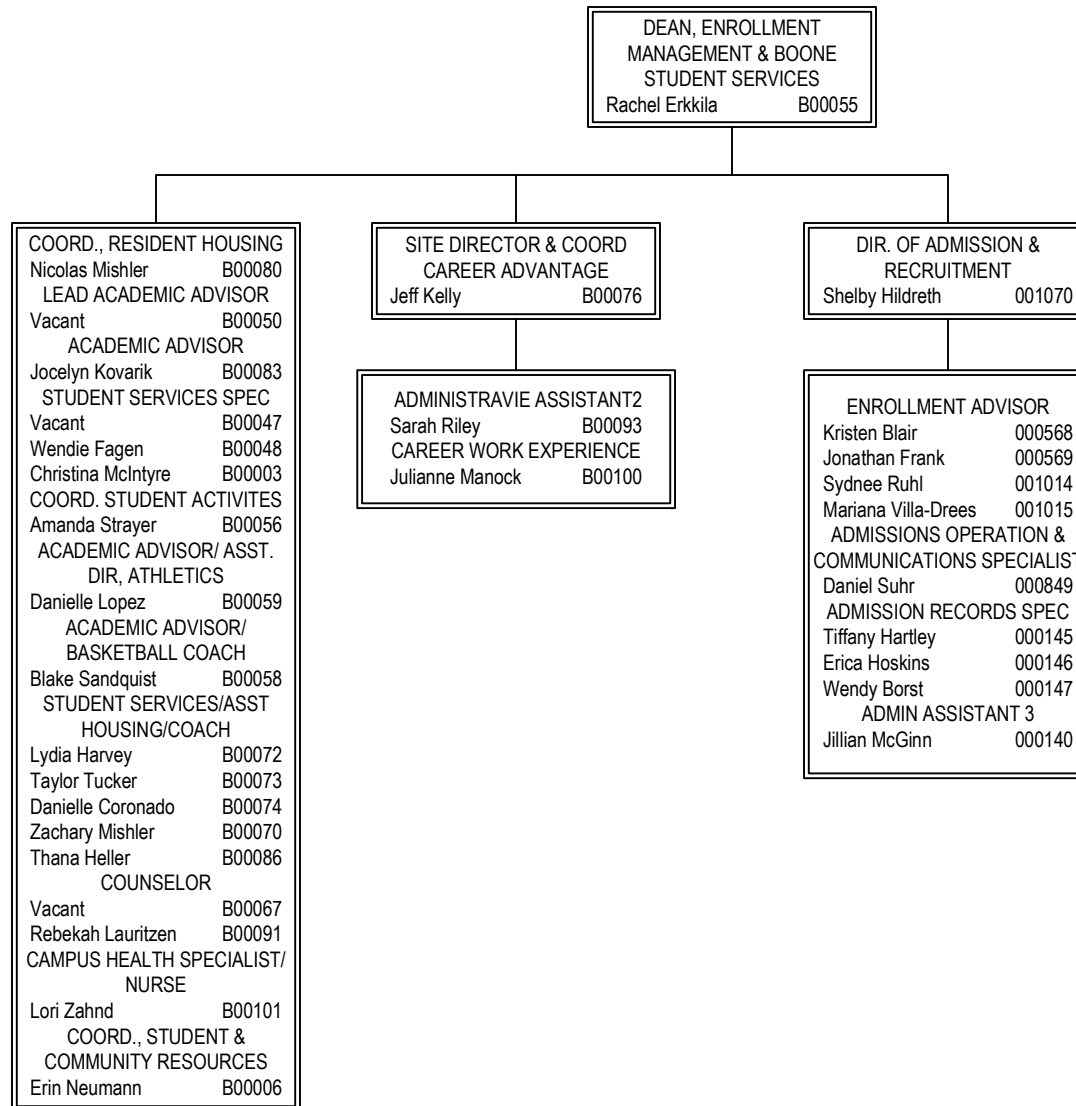 DEAN, ENROLLMENT
MANAGEMENT & BOONE
STUDENT SERVICES
Rachel Erkkila B00055
COORD., RESIDENT HOUSING
Nicolas Mishler B00080
LEAD ACADEMIC ADVISOR
Vacant B00050
ACADEMIC ADVISOR
Jocelyn Kovarik B00083
STUDENT SERVICES SPEC
Vacant B00047
Wendie Fagen B00048
Christina McIntyre B00003
COORD. STUDENT ACTIVITES
Amanda Strayer B00056
ACADEMIC ADVISOR/ ASST.
DIR, ATHLETICS
Danielle Lopez B00059
ACADEMIC ADVISOR/
BASKETBALL COACH
Blake Sandquist B00058
STUDENT SERVICES/ASST
HOUSING/COACH
Lydia Harvey B00072
Taylor Tucker B00073
Danielle Coronado B00074
Zachary Mishler B00070
Thana Heller B00086
COUNSELOR
Vacant B00067
Rebekah Lauritzen B00091
CAMPUS HEALTH SPECIALIST/
NURSE
Lori Zahnd B00101
COORD., STUDENT &
COMMUNITY RESOURCES
Erin Neumann B00006
SITE DIRECTOR & COORD
CAREER ADVANTAGE
Jeff Kelly B00076
ADMINISTRAVIE ASSISTANT2
Sarah Riley B00093
CAREER WORK EXPERIENCE
Julianne Manock B00100
DIR. OF ADMISSION &
RECRUITMENT
Shelby Hildreth 001070
ENROLLMENT ADVISOR
Kristen Blair 000568
Jonathan Frank 000569
Sydnee Ruhl 001014
Mariana Villa-Drees 001015
ADMISSIONS OPERATION &
COMMUNICATIONS SPECIALIST
Daniel Suhr 000849
ADMISSION RECORDS SPEC
Tiffany Hartley 000145
Erica Hoskins 000146
Wendy Borst 000147
ADMIN ASSISTANT 3
Jillian McGinn 000140